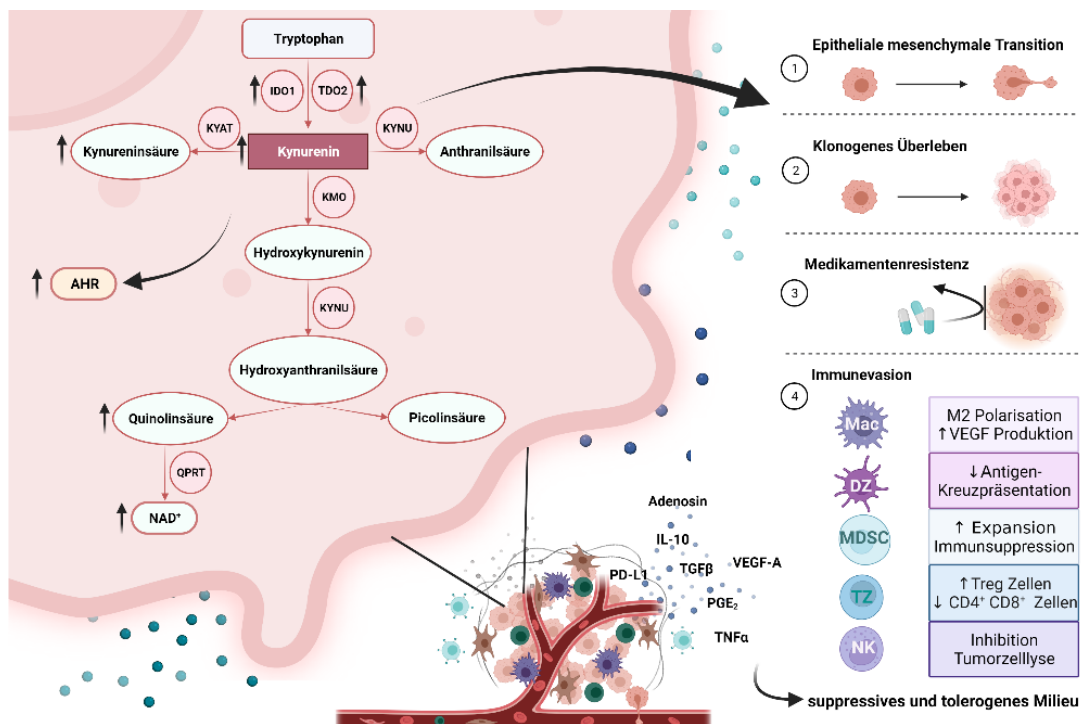 Tryptophan
IDO1
TDO2
KYAT
KYNU
Kynureninsäure
Kynurenin
Anthranilsäure
KMO
Hydroxykynurenin
AHR
KYNU
Hydroxyanthranilsäure
Quinolinsäure
Picolinsäure
QPRT
NAD⁺
Adenosin
IL-10
PD-L1
TGFβ
VEGF-A
PGE₂
TNFα
1
Epitheliale mesenchymale Transition
2
Klonogenes Überleben
3
Medikamentenresistenz
4
Immunevasion
Mac
M2 Polarisation
↑VEGF Produktion
DZ
↓Antigen-
Kreuzpräsentation
MDSC
↑ Expansion
Immunsuppression
TZ
↑Treg Zellen
↓ CD4⁺ CD8⁺ Zellen
NK
Inhibition
Tumorzelllyse
suppressives und tolerogenes Milieu